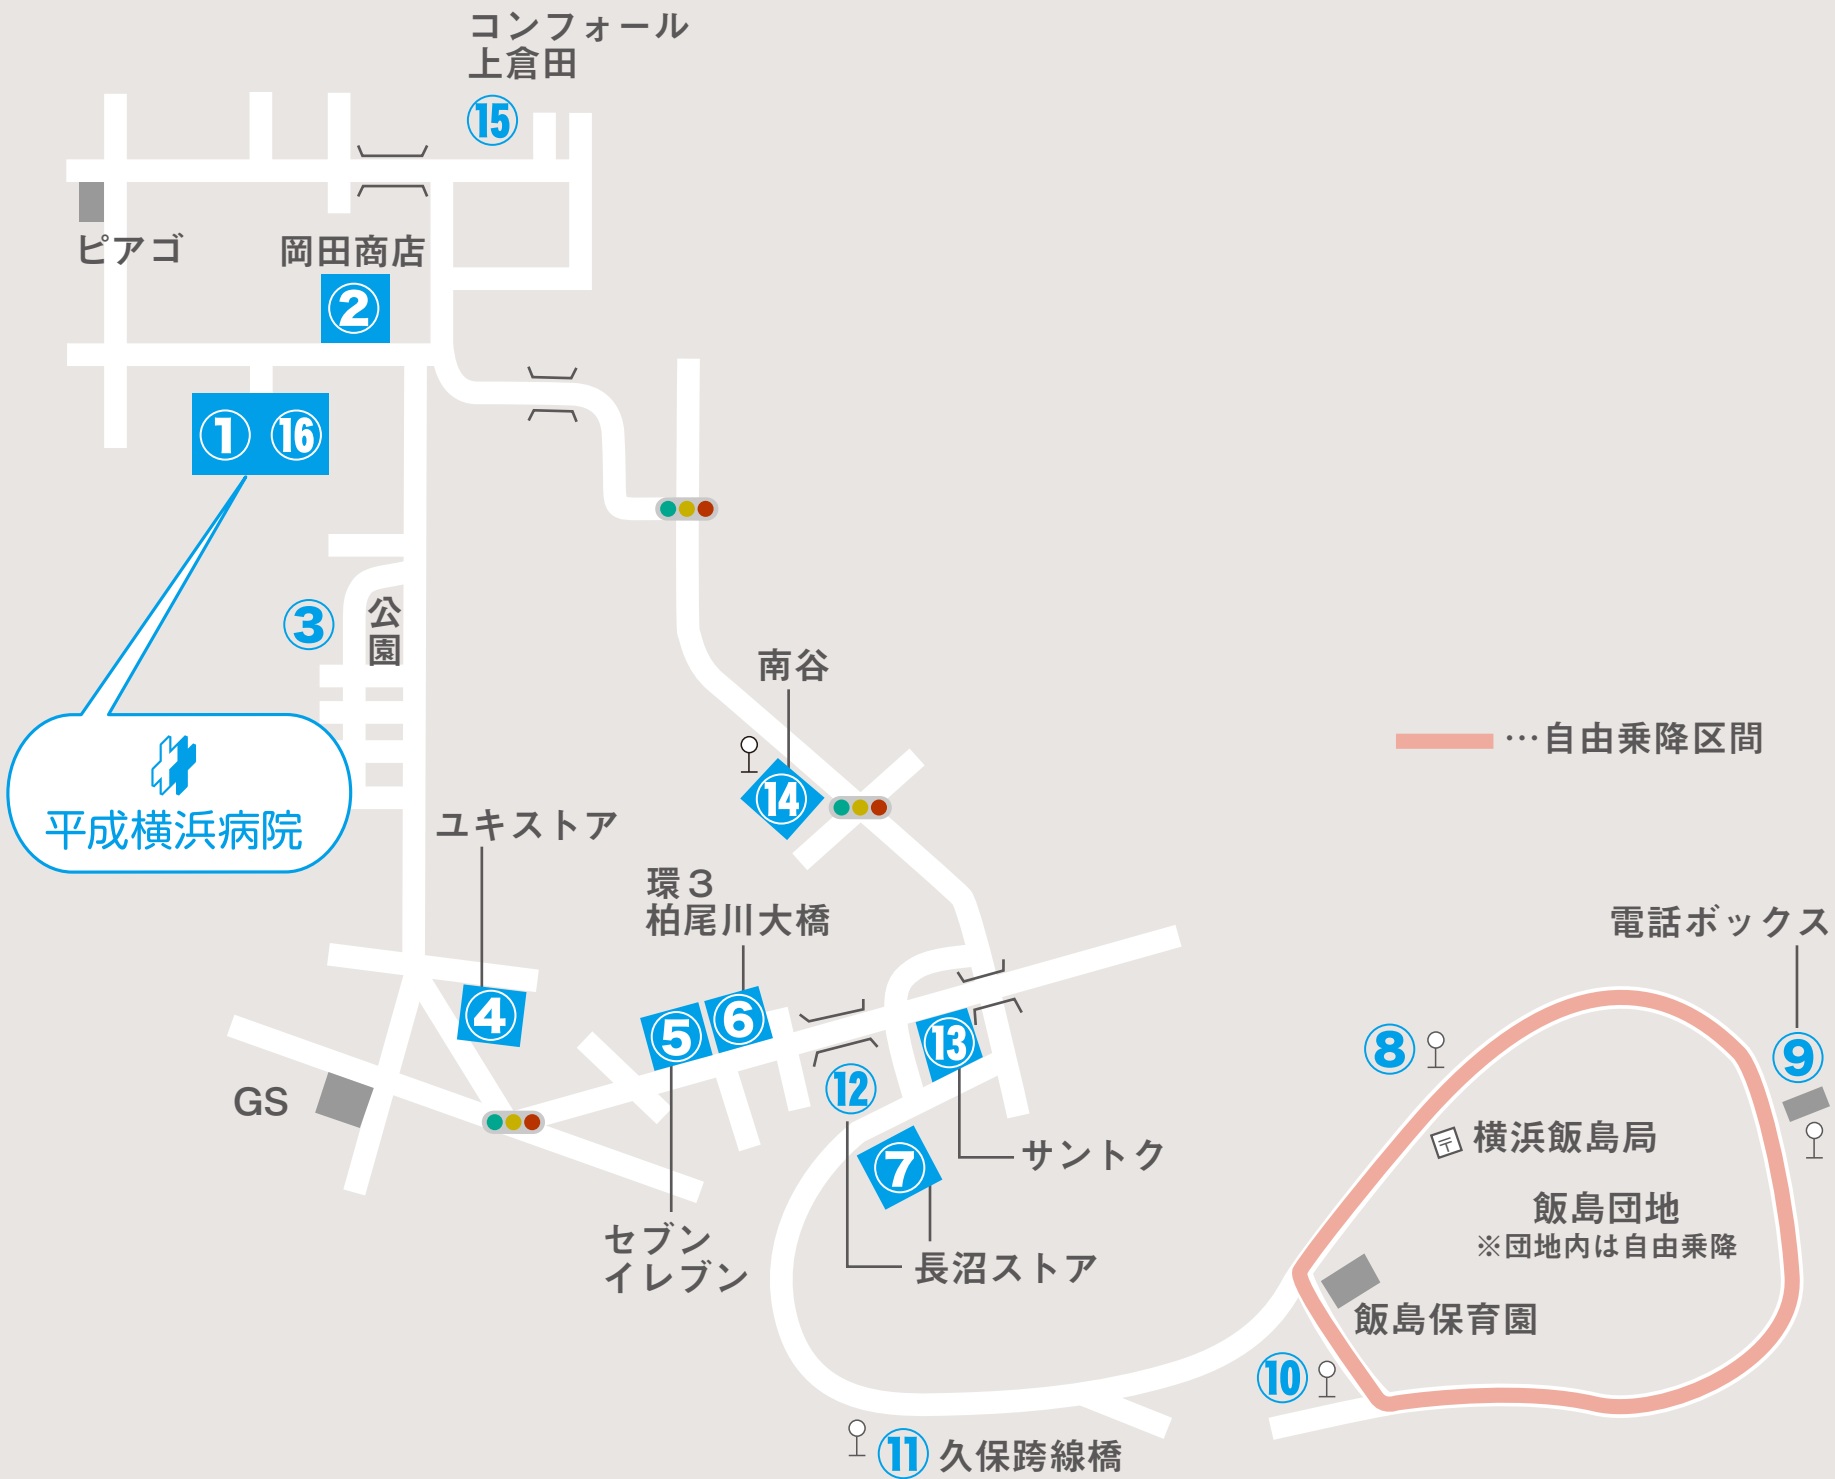 コンフォール
上倉田
⑮
ピアゴ
岡田商店
②
① ⑯
③
公園
南谷
⑭
平成横浜病院
…自由乗降区間
ユキストア
④
環３
柏尾川大橋
⑤
⑥
GS
⑫
⑬
サントク
⑦
セブン
イレブン
長沼ストア
電話ボックス
⑧
⑨
〒 横浜飯島局
飯島団地
※団地内は自由乗降
飯島保育園
⑩
⑪ 久保跨線橋